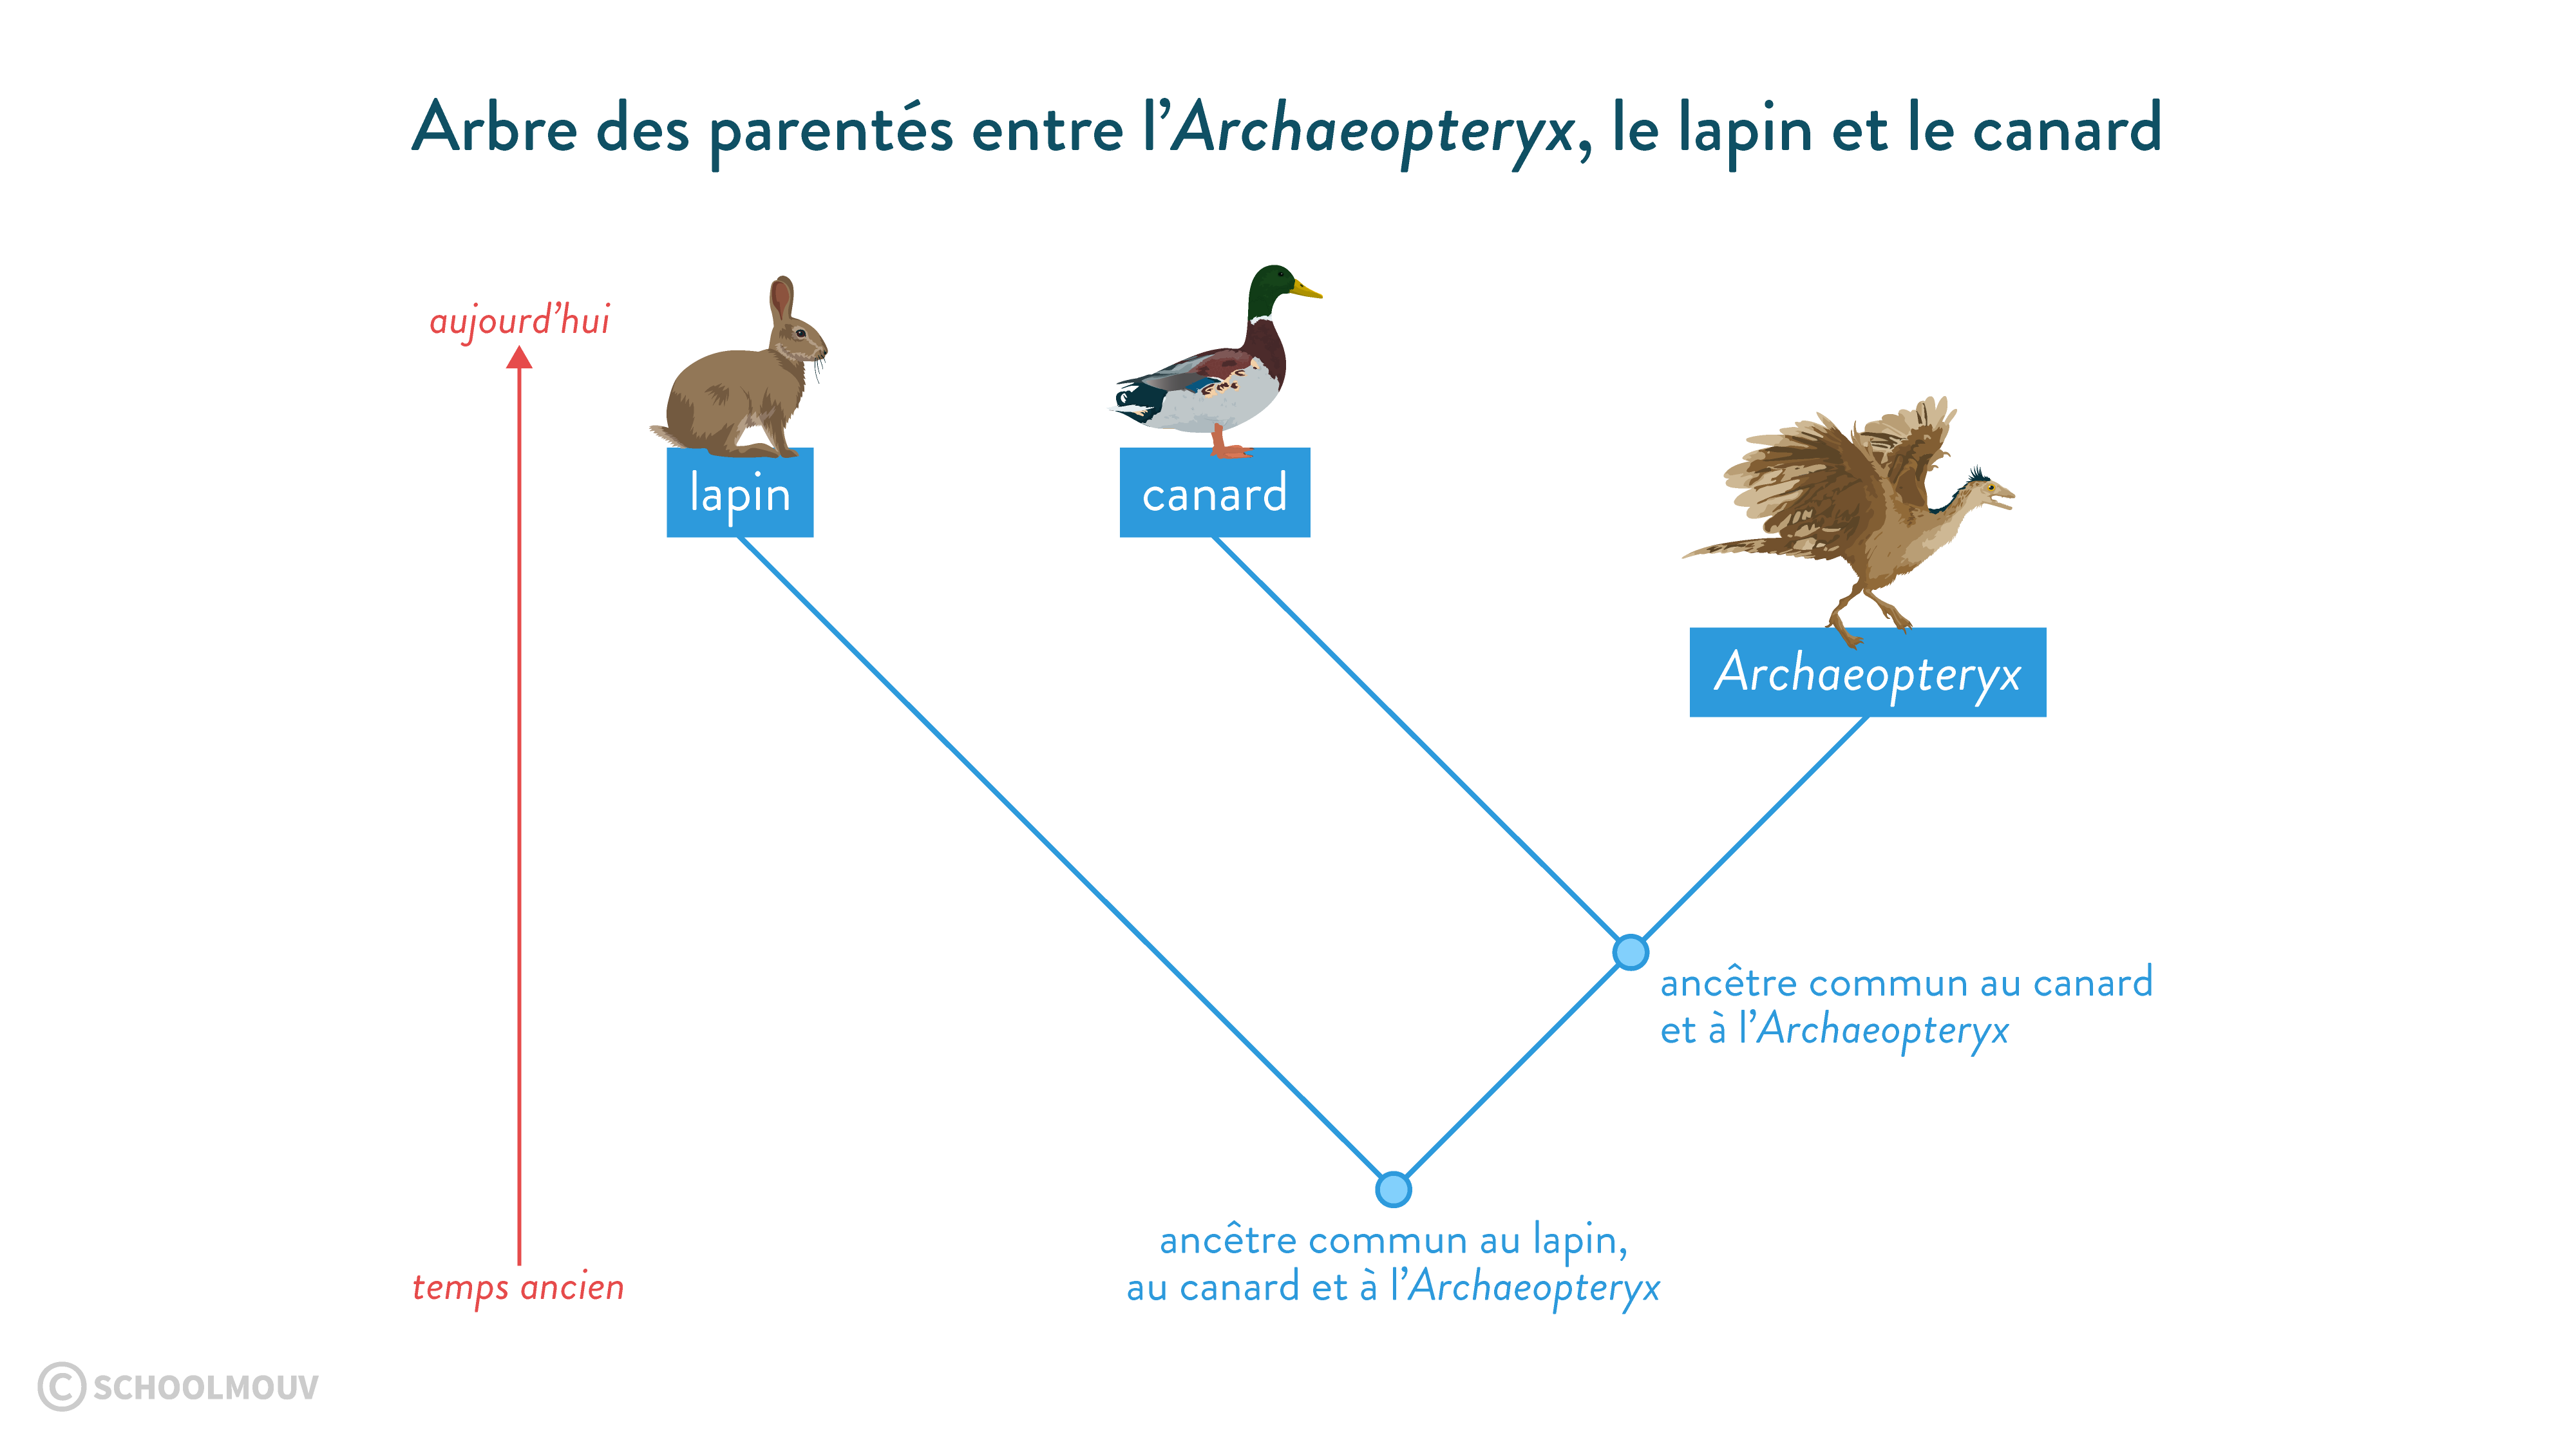 Arbre des parentés entre l’Archaeopteryx, le lapin et le canard
aujourd’hui
lapin
canard
Archaeopteryx
ancêtre commun au canard
et à l’Archaeopteryx
ancêtre commun au lapin,
au canard et à l’Archaeopteryx
temps ancien
© SCHOOLMOUV